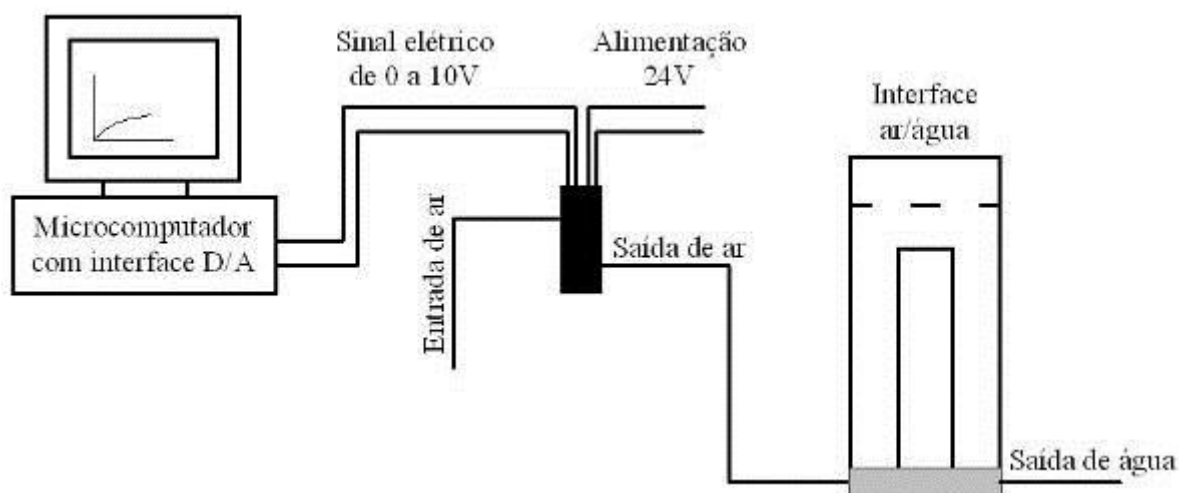 Sinal elétrico
de 0 a 10V
Alimentação
24V
Interface
ar/água
Microcomputador
com interface D/A
Entrada de ar
Saída de ar
Saída de água